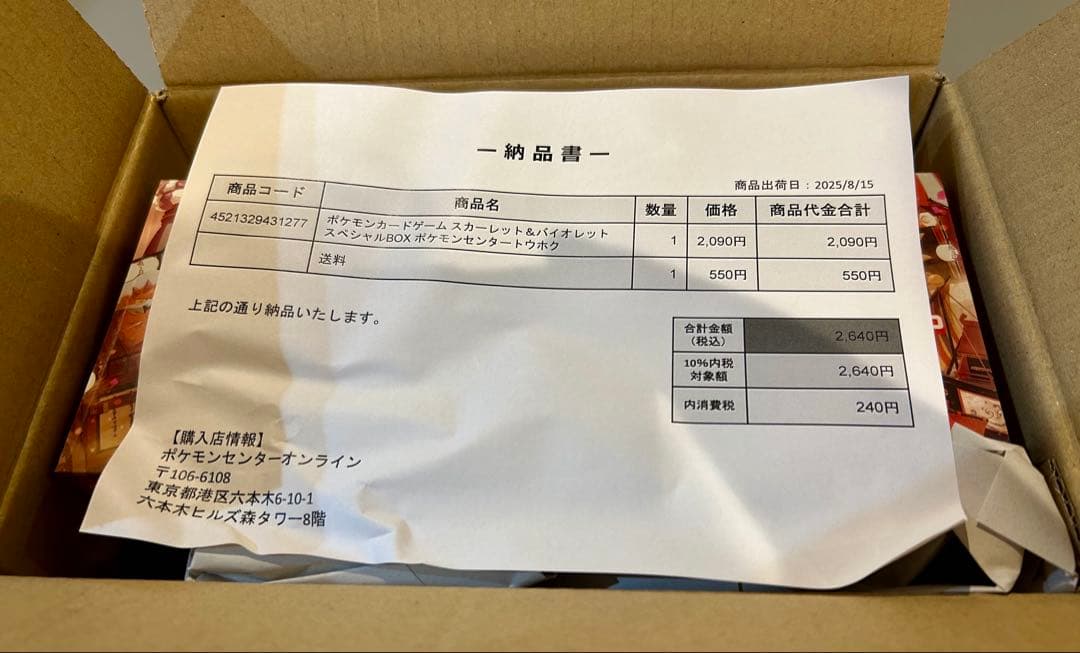 ー納品書ー
商品出荷日：2025/8/15
商品コード 商品名 数量 価格 商品代金合計
4521329431277 ポケモンカードゲーム スカーレット＆バイオレット
スペシャルBOX ポケモンセンタートウホク 1 2,090円 2,090円
送料 1 550円 550円
上記の通り納品いたします。
合計金額
（税込） 2,640円
10%内税
対象額 2,640円
内消費税 240円
【購入店情報】
ポケモンセンターオンライン
〒106-6108
東京都港区六本木6-10-1
六本木ヒルズ森タワー8階